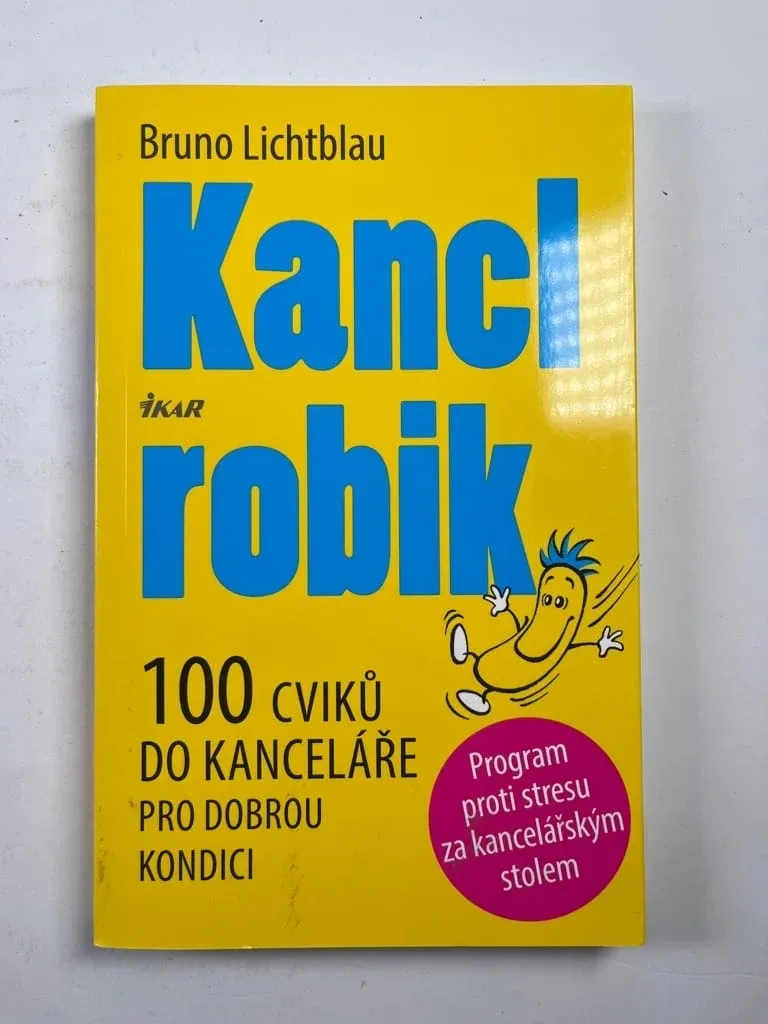 Bruno Lichtblau
Kancl
iKAR
robik
100 CVIKŮ
DO KANCELÁŘE
PRO DOBROU
KONDICI
Program
proti stresu
za kancelářským
stolem